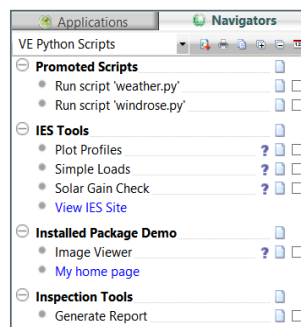 Applications
Navigators
VE Python Scripts
Promoted Scripts
Run script 'weather.py'
Run script 'windrose.py'
IES Tools
Plot Profiles ?
Simple Loads ?
Solar Gain Check ?
View IES Site
Installed Package Demo
Image Viewer ?
My home page
Inspection Tools
Generate Report